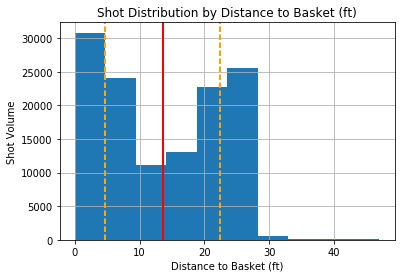 Shot Distribution by Distance to Basket (ft)
30000
25000
20000
15000
10000
5000
0
Shot Volume
0 10 20 30 40
Distance to Basket (ft)